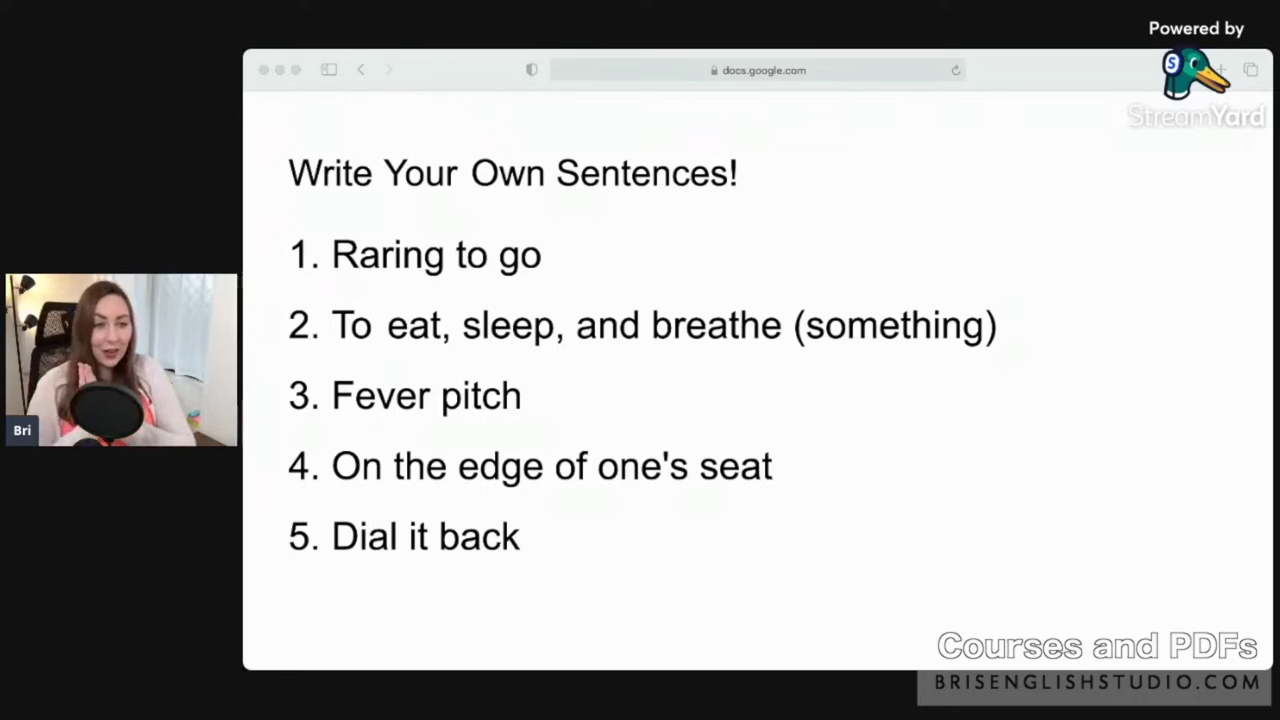 Powered by
S
StreamYard
docs.google.com
Write Your Own Sentences!
1. Raring to go
2. To eat, sleep, and breathe (something)
3. Fever pitch
4. On the edge of one's seat
5. Dial it back
Bri
Courses and PDFs
BRISENGLISHSTUDIO.COM